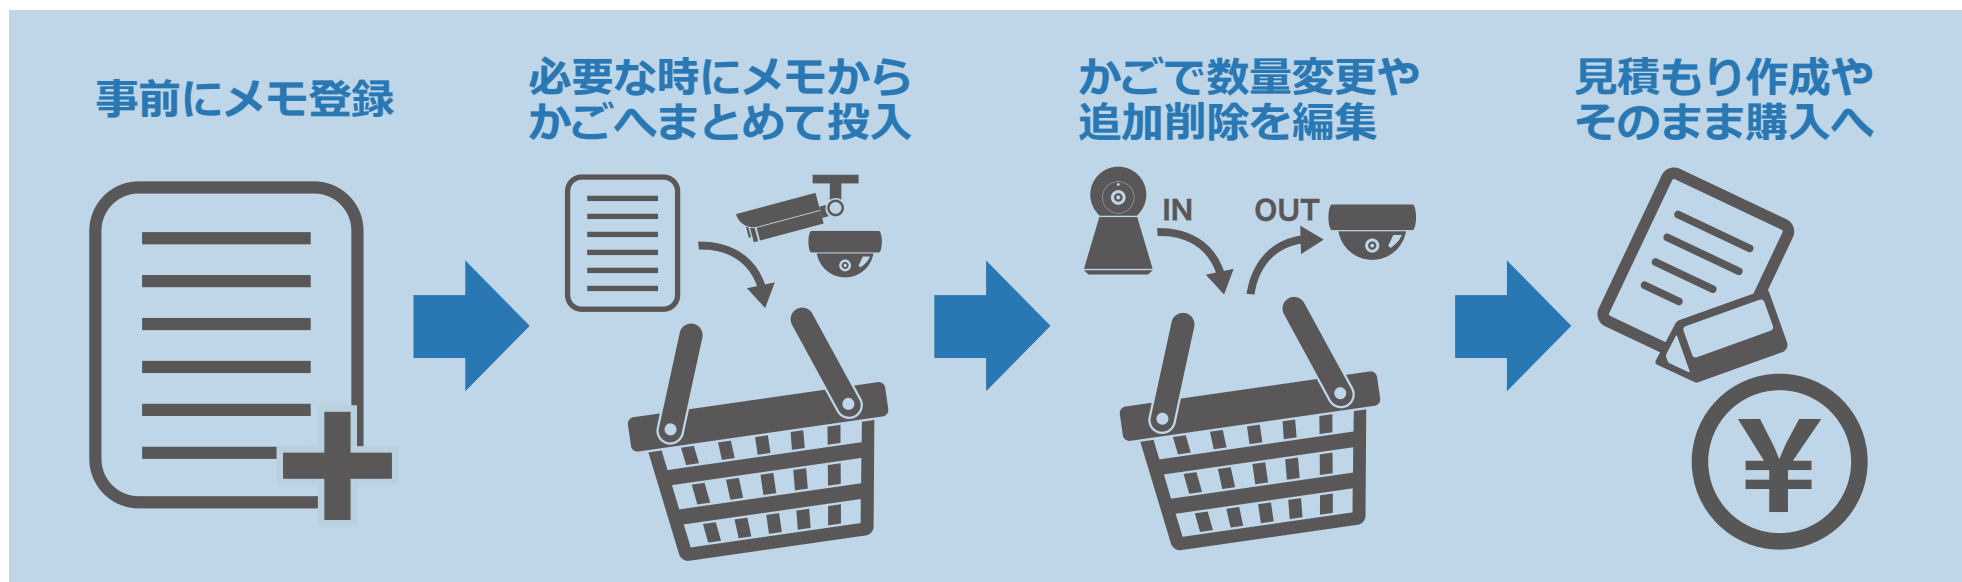 事前にメモ登録
必要な時にメモから
かごへまとめて投入
かごで数量変更や
追加削除を編集
IN
OUT
見積もり作成や
そのまま購入へ
¥